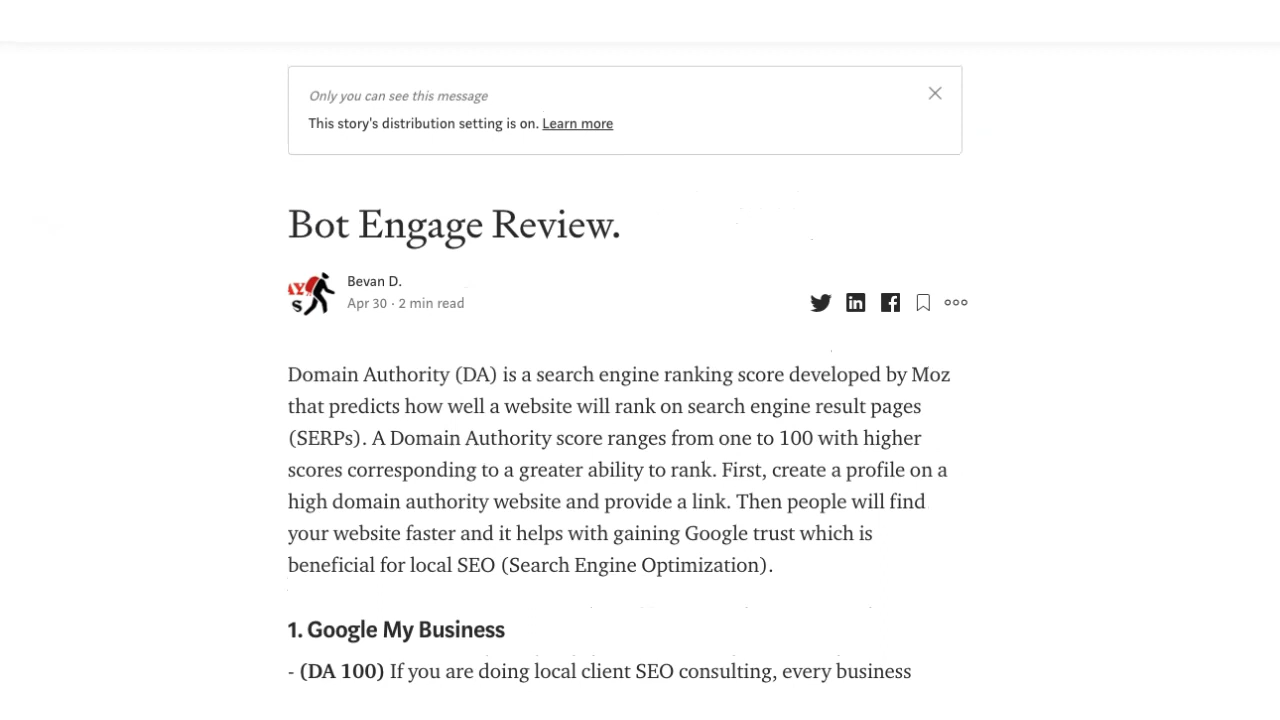 Only you can see this message
This story's distribution setting is on. Learn more
Bot Engage Review.
AY
S
Bevan D.
Apr 30 · 2 min read
Domain Authority (DA) is a search engine ranking score developed by Moz
that predicts how well a website will rank on search engine result pages
(SERPs). A Domain Authority score ranges from one to 100 with higher
scores corresponding to a greater ability to rank. First, create a profile on a
high domain authority website and provide a link. Then people will find
your website faster and it helps with gaining Google trust which is
beneficial for local SEO (Search Engine Optimization).
1. Google My Business
- (DA 100) If you are doing local client SEO consulting, every business